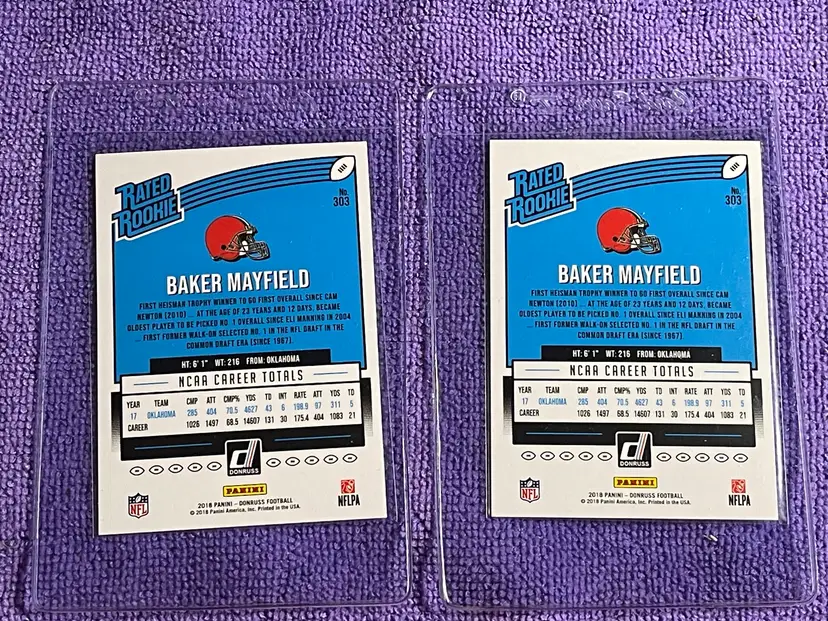 RATED
ROOKIE
No.
303
BAKER MAYFIELD
FIRST HEISMAN TROPHY WINNER TO GO FIRST OVERALL SINCE CAM
NEWTON (2010) ... AT THE AGE OF 23 YEARS AND 12 DAYS, BECAME
OLDEST PLAYER TO BE PICKED NO. 1 OVERALL SINCE ELI MANNING IN 2004
... FIRST FORMER WALK-ON SELECTED NO. 1 IN THE NFL DRAFT IN THE
COMMON DRAFT ERA (SINCE 1967).
HT: 6' 1" WT: 216 FROM: OKLAHOMA
NCAA CAREER TOTALS
YEAR TEAM CMP ATT CMP% YDS TD INT RATE ATT YDS TD
17 OKLAHOMA 285 404 70.5 4627 43 6 198.9 97 311 5
CAREER 1026 1497 68.5 14607 131 30 175.4 404 1083 21
DONRUSS
PANINI
NFL
NFLPA
2018 PANINI – DONRUSS FOOTBALL
© 2018 Panini America, Inc. Printed in the USA.
RATED
ROOKIE
No.
303
BAKER MAYFIELD
FIRST HEISMAN TROPHY WINNER TO GO FIRST OVERALL SINCE CAM
NEWTON (2010) ... AT THE AGE OF 23 YEARS AND 12 DAYS, BECAME
OLDEST PLAYER TO BE PICKED NO. 1 OVERALL SINCE ELI MANNING IN 2004
... FIRST FORMER WALK-ON SELECTED NO. 1 IN THE NFL DRAFT IN THE
COMMON DRAFT ERA (SINCE 1967).
HT: 6' 1" WT: 216 FROM: OKLAHOMA
NCAA CAREER TOTALS
YEAR TEAM CMP ATT CMP% YDS TD INT RATE ATT YDS TD
17 OKLAHOMA 285 404 70.5 4627 43 6 198.9 97 311 5
CAREER 1026 1497 68.5 14607 131 30 175.4 404 1083 21
DONRUSS
PANINI
NFL
NFLPA
2018 PANINI – DONRUSS FOOTBALL
© 2018 Panini America, Inc. Printed in the USA.